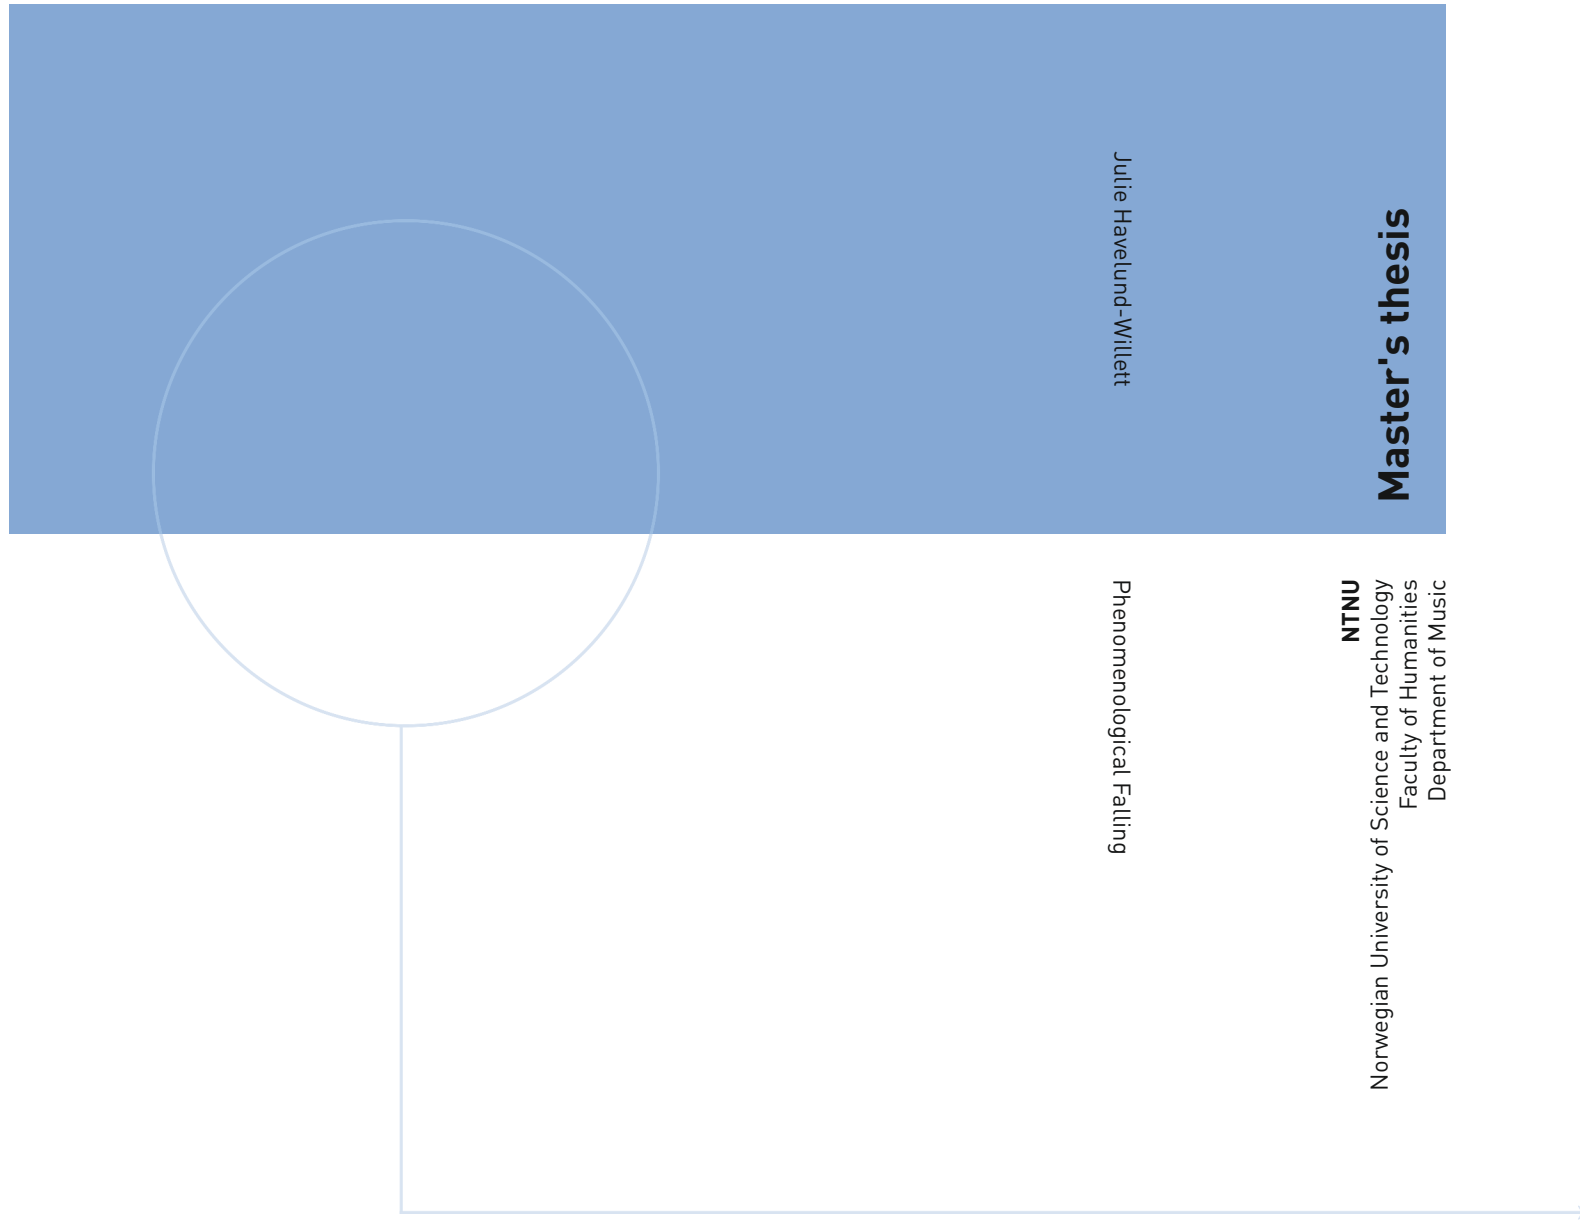 Julie Havelund-Willett
Master's thesis
Phenomenological Falling
NTNU
Norwegian University of Science and Technology
Faculty of Humanities
Department of Music